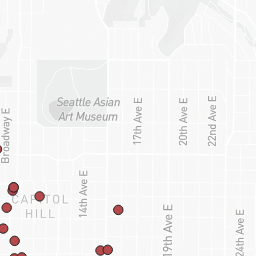 Seattle Asian
Art Museum
Broadway E
17th Ave E
20th Ave E
22nd Ave E
CAPITOL
HILL
14th Ave E
19th Ave E
24th Ave E